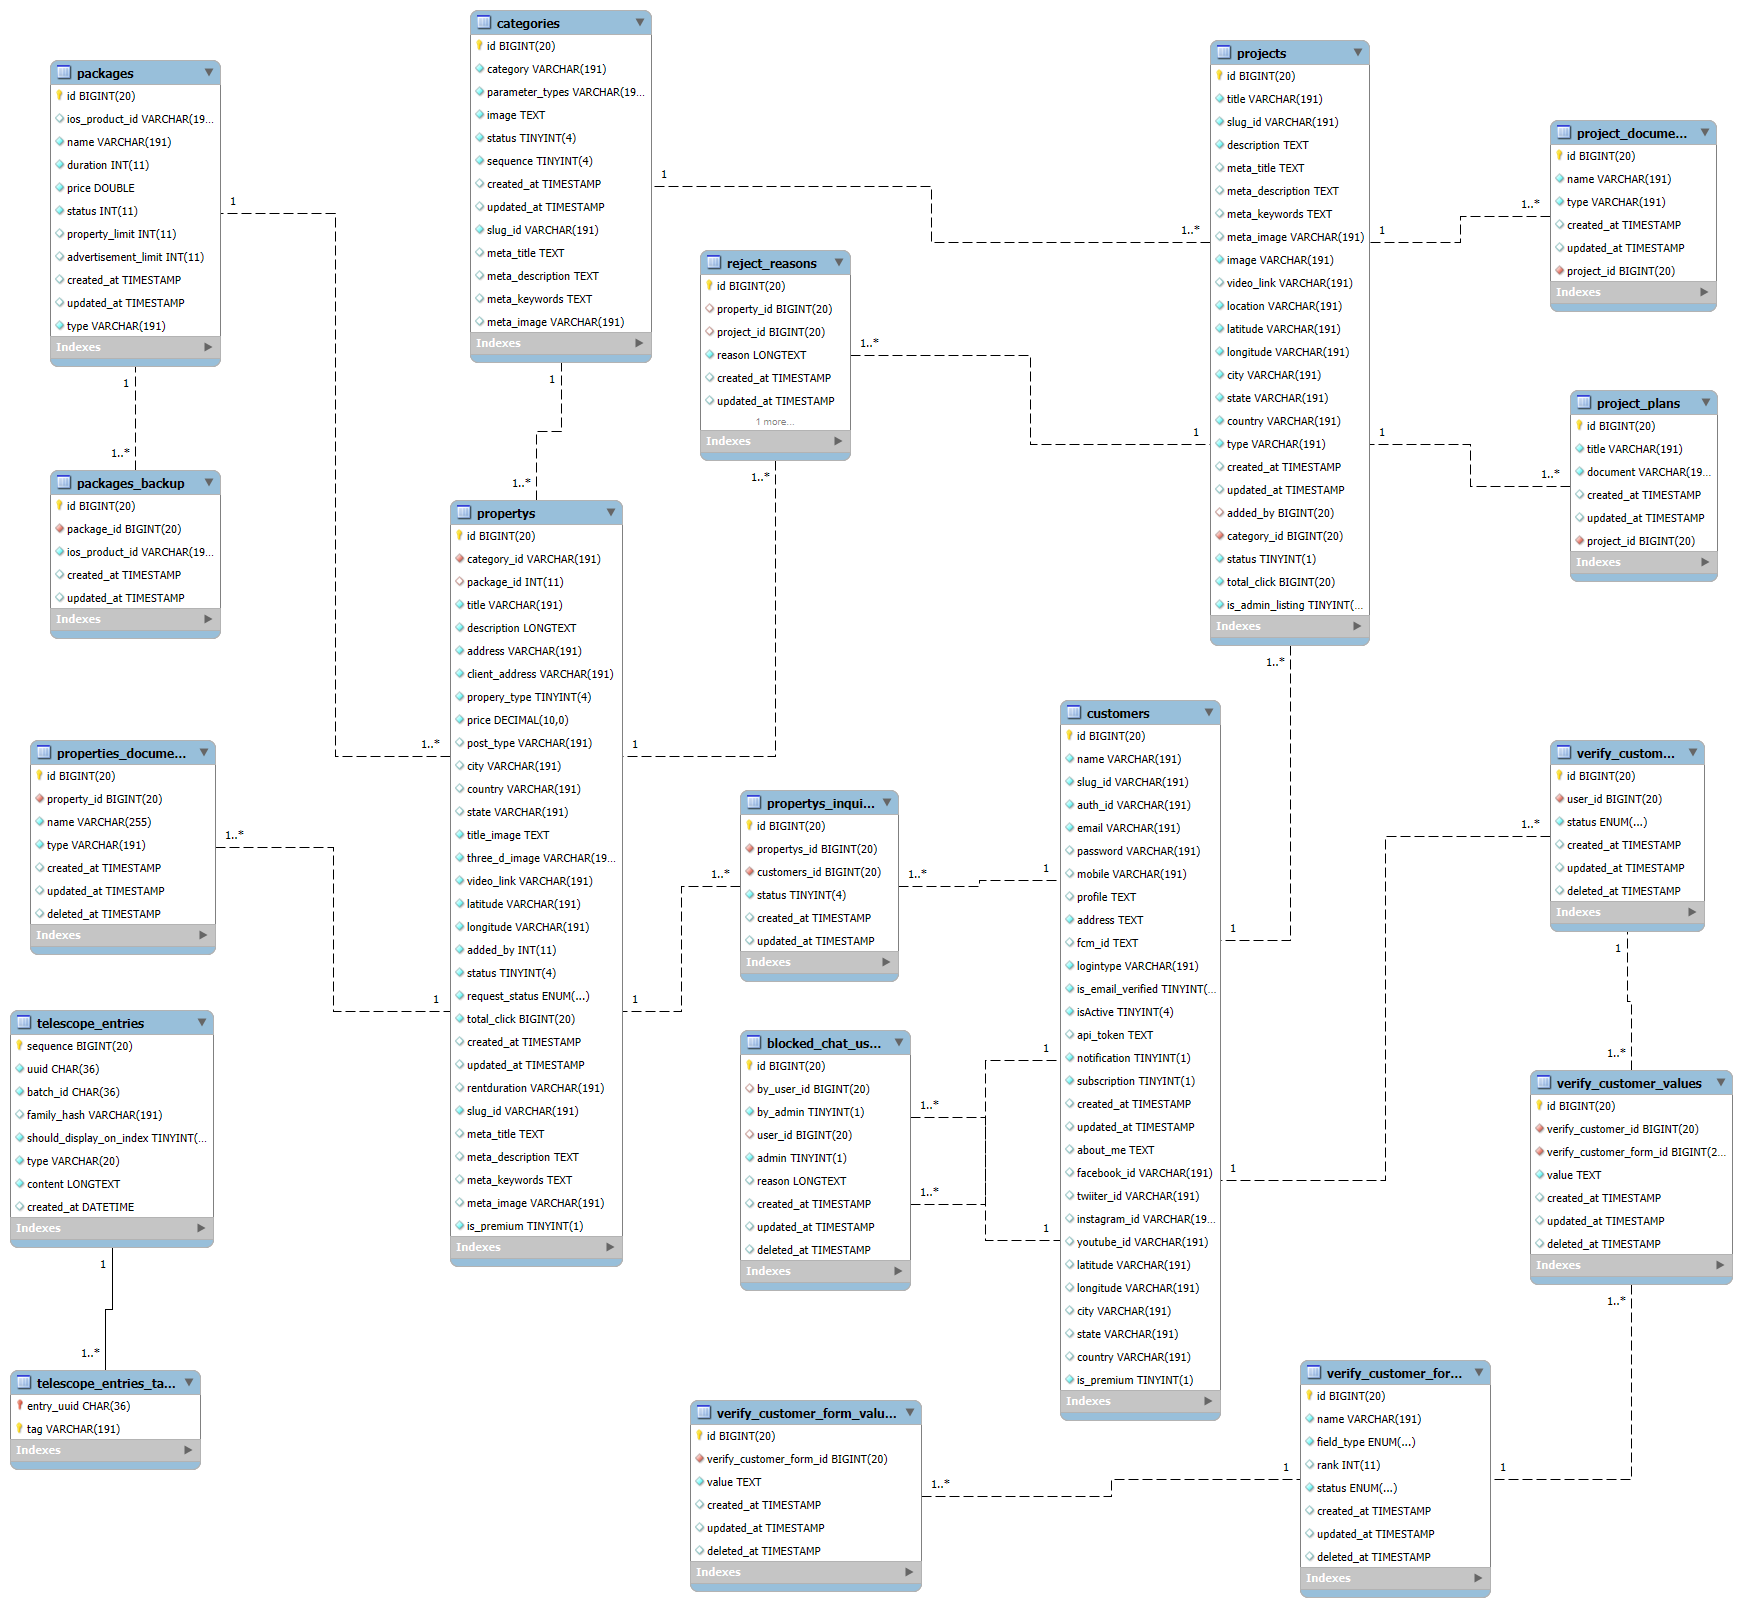 categories
id BIGINT(20)
category VARCHAR(191)
parameter_types VARCHAR(19...
image TEXT
status TINYINT(4)
sequence TINYINT(4)
created_at TIMESTAMP
updated_at TIMESTAMP
slug_id VARCHAR(191)
meta_title TEXT
meta_description TEXT
meta_keywords TEXT
meta_image VARCHAR(191)
Indexes
projects
id BIGINT(20)
title VARCHAR(191)
slug_id VARCHAR(191)
description TEXT
meta_title TEXT
meta_description TEXT
meta_keywords TEXT
meta_image VARCHAR(191)
image VARCHAR(191)
video_link VARCHAR(191)
location VARCHAR(191)
latitude VARCHAR(191)
longitude VARCHAR(191)
city VARCHAR(191)
state VARCHAR(191)
country VARCHAR(191)
type VARCHAR(191)
created_at TIMESTAMP
updated_at TIMESTAMP
added_by BIGINT(20)
category_id BIGINT(20)
status TINYINT(1)
total_click BIGINT(20)
is_admin_listing TINYINT(...
Indexes
packages
id BIGINT(20)
ios_product_id VARCHAR(19...
name VARCHAR(191)
duration INT(11)
price DOUBLE
status INT(11)
property_limit INT(11)
advertisement_limit INT(11)
created_at TIMESTAMP
updated_at TIMESTAMP
type VARCHAR(191)
Indexes
project_docume...
id BIGINT(20)
name VARCHAR(191)
type VARCHAR(191)
created_at TIMESTAMP
updated_at TIMESTAMP
project_id BIGINT(20)
Indexes
reject_reasons
id BIGINT(20)
property_id BIGINT(20)
project_id BIGINT(20)
reason LONGTEXT
created_at TIMESTAMP
updated_at TIMESTAMP
1 more...
Indexes
project_plans
id BIGINT(20)
title VARCHAR(191)
document VARCHAR(19...
created_at TIMESTAMP
updated_at TIMESTAMP
project_id BIGINT(20)
Indexes
packages_backup
id BIGINT(20)
package_id BIGINT(20)
ios_product_id VARCHAR(19...
created_at TIMESTAMP
updated_at TIMESTAMP
Indexes
propertys
id BIGINT(20)
category_id VARCHAR(191)
package_id INT(11)
title VARCHAR(191)
description LONGTEXT
address VARCHAR(191)
client_address VARCHAR(191)
propery_type TINYINT(4)
price DECIMAL(10,0)
post_type VARCHAR(191)
city VARCHAR(191)
country VARCHAR(191)
state VARCHAR(191)
title_image TEXT
three_d_image VARCHAR(19...
video_link VARCHAR(191)
latitude VARCHAR(191)
longitude VARCHAR(191)
added_by INT(11)
status TINYINT(4)
request_status ENUM(...)
total_click BIGINT(20)
created_at TIMESTAMP
updated_at TIMESTAMP
rentduration VARCHAR(191)
slug_id VARCHAR(191)
meta_title TEXT
meta_description TEXT
meta_keywords TEXT
meta_image VARCHAR(191)
is_premium TINYINT(1)
Indexes
customers
id BIGINT(20)
name VARCHAR(191)
slug_id VARCHAR(191)
auth_id VARCHAR(191)
email VARCHAR(191)
password VARCHAR(191)
mobile VARCHAR(191)
profile TEXT
address TEXT
fcm_id TEXT
logintype VARCHAR(191)
is_email_verified TINYINT(...
isActive TINYINT(4)
api_token TEXT
notification TINYINT(1)
subscription TINYINT(1)
created_at TIMESTAMP
updated_at TIMESTAMP
about_me TEXT
facebook_id VARCHAR(191)
twiiter_id VARCHAR(191)
instagram_id VARCHAR(19...
youtube_id VARCHAR(191)
latitude VARCHAR(191)
longitude VARCHAR(191)
city VARCHAR(191)
state VARCHAR(191)
country VARCHAR(191)
is_premium TINYINT(1)
Indexes
properties_docume...
id BIGINT(20)
property_id BIGINT(20)
name VARCHAR(255)
type VARCHAR(191)
created_at TIMESTAMP
updated_at TIMESTAMP
deleted_at TIMESTAMP
Indexes
verify_custom...
id BIGINT(20)
user_id BIGINT(20)
status ENUM(...)
created_at TIMESTAMP
updated_at TIMESTAMP
deleted_at TIMESTAMP
Indexes
propertys_inqui...
id BIGINT(20)
propertys_id BIGINT(20)
customers_id BIGINT(20)
status TINYINT(4)
created_at TIMESTAMP
updated_at TIMESTAMP
Indexes
telescope_entries
sequence BIGINT(20)
uuid CHAR(36)
batch_id CHAR(36)
family_hash VARCHAR(191)
should_display_on_index TINYINT(...
type VARCHAR(20)
content LONGTEXT
created_at DATETIME
Indexes
blocked_chat_us...
id BIGINT(20)
by_user_id BIGINT(20)
by_admin TINYINT(1)
user_id BIGINT(20)
admin TINYINT(1)
reason LONGTEXT
created_at TIMESTAMP
updated_at TIMESTAMP
deleted_at TIMESTAMP
Indexes
verify_customer_values
id BIGINT(20)
verify_customer_id BIGINT(20)
verify_customer_form_id BIGINT(2...
value TEXT
created_at TIMESTAMP
updated_at TIMESTAMP
deleted_at TIMESTAMP
Indexes
telescope_entries_ta...
entry_uuid CHAR(36)
tag VARCHAR(191)
Indexes
verify_customer_form_valu...
id BIGINT(20)
verify_customer_form_id BIGINT(20)
value TEXT
created_at TIMESTAMP
updated_at TIMESTAMP
deleted_at TIMESTAMP
Indexes
verify_customer_for...
id BIGINT(20)
name VARCHAR(191)
field_type ENUM(...)
rank INT(11)
status ENUM(...)
created_at TIMESTAMP
updated_at TIMESTAMP
deleted_at TIMESTAMP
Indexes
1
1..*
1
1..*
1
1..*
1
1..*
1
1..*
1
1..*
1
1..*
1
1..*
1
1..*
1
1..*
1
1..*
1
1..*
1
1..*
1
1..*
1
1..*
1
1..*
1
1..*
1
1..*
1
1..*